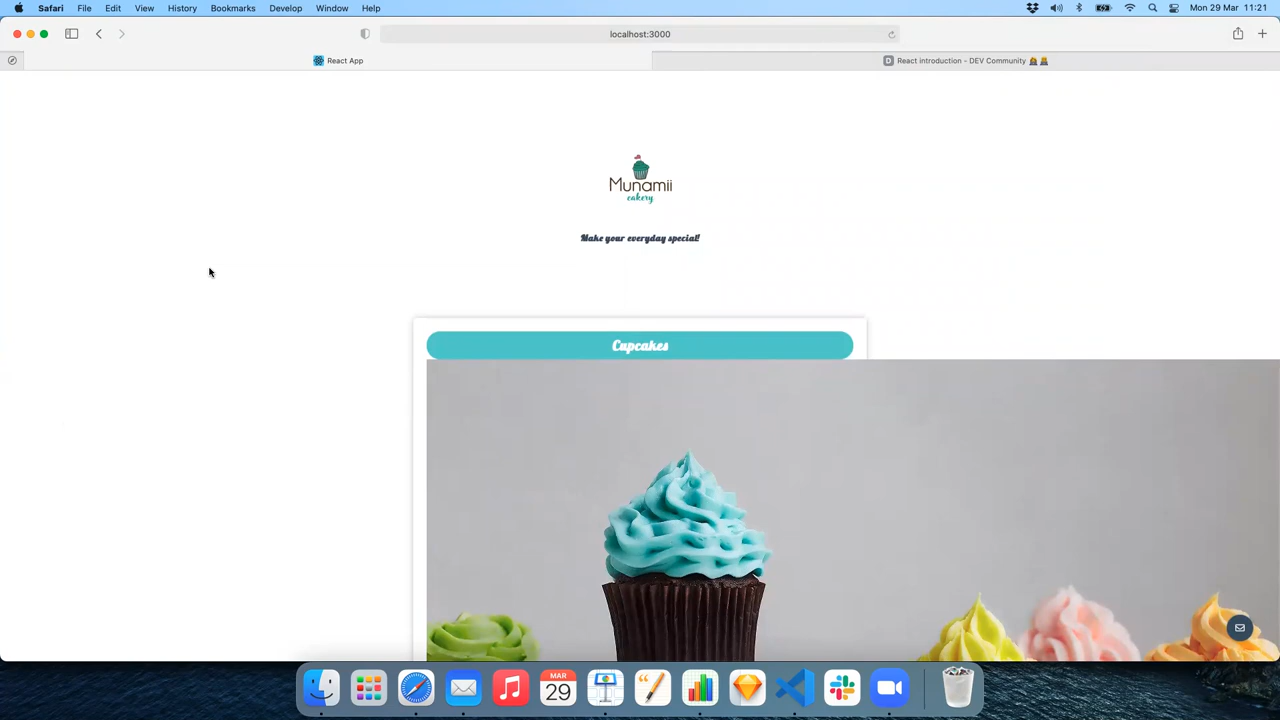 Safari File Edit View History Bookmarks Develop Window Help Mon 29 Mar 11:21
localhost:3000
React App
D React introduction - DEV Community
Munamii
cakery
Make your everyday special!
Cupcakes
MAR
29